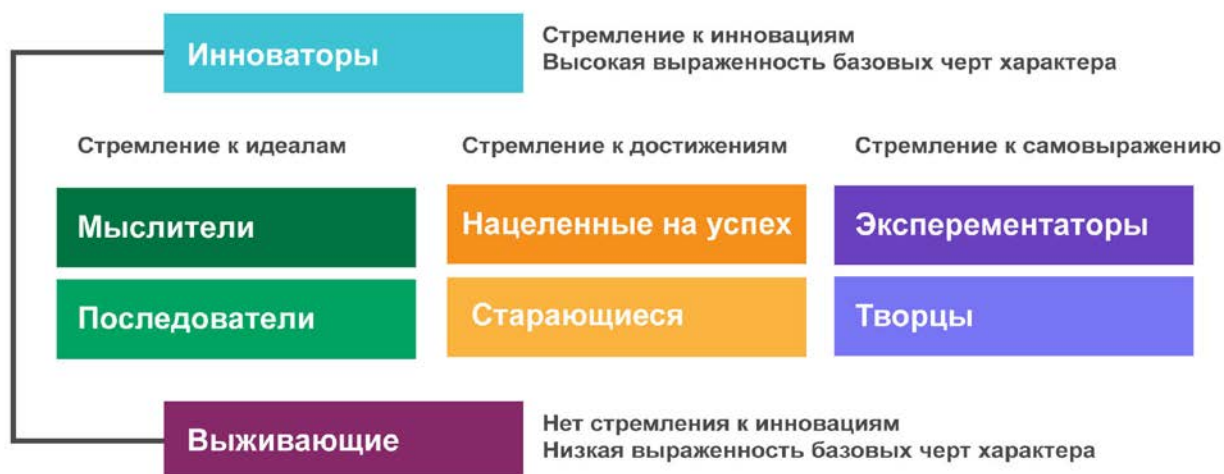 Инноваторы
Стремление к инновациям
Высокая выраженность базовых черт характера
Стремление к идеалам
Стремление к достижениям
Стремление к самовыражению
Мыслители
Нацеленные на успех
Эксперементаторы
Последователи
Старающиеся
Творцы
Выживающие
Нет стремления к инновациям
Низкая выраженность базовых черт характера